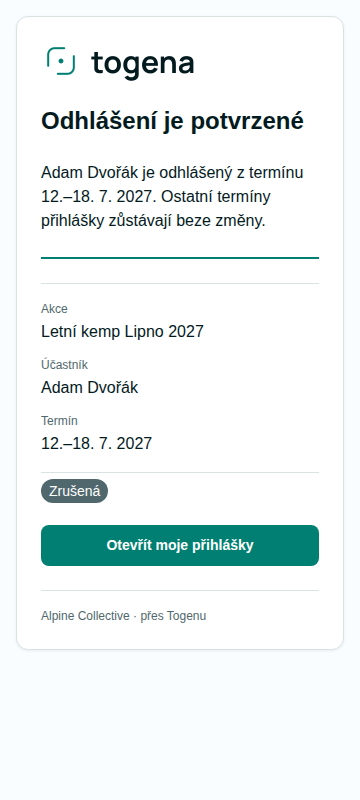 togena
Odhlášení je potvrzené
Adam Dvořák je odhlášený z termínu
12.–18. 7. 2027. Ostatní termíny
přihlášky zůstávají beze změny.
Akce
Letní kemp Lipno 2027
Účastník
Adam Dvořák
Termín
12.–18. 7. 2027
Zrušená
Otevřít moje přihlášky
Alpine Collective · přes Togenu